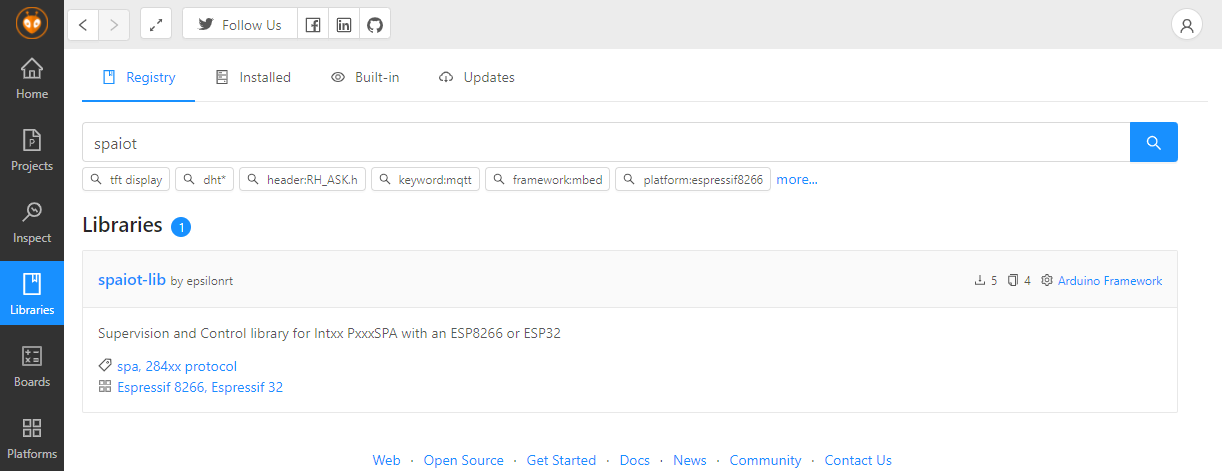 Follow Us
Home
Projects
Inspect
Libraries
Boards
Platforms
Registry Installed Built-in Updates
spaiot
tft display dht* header:RH_ASK.h keyword:mqtt framework:mbed platform:espressif8266 more...
Libraries 1
spaiot-lib by epsilonrt 5 4 Arduino Framework
Supervision and Control library for Intxx PxxxSPA with an ESP8266 or ESP32
spa, 284xx protocol
Espressif 8266, Espressif 32
Web · Open Source · Get Started · Docs · News · Community · Contact Us